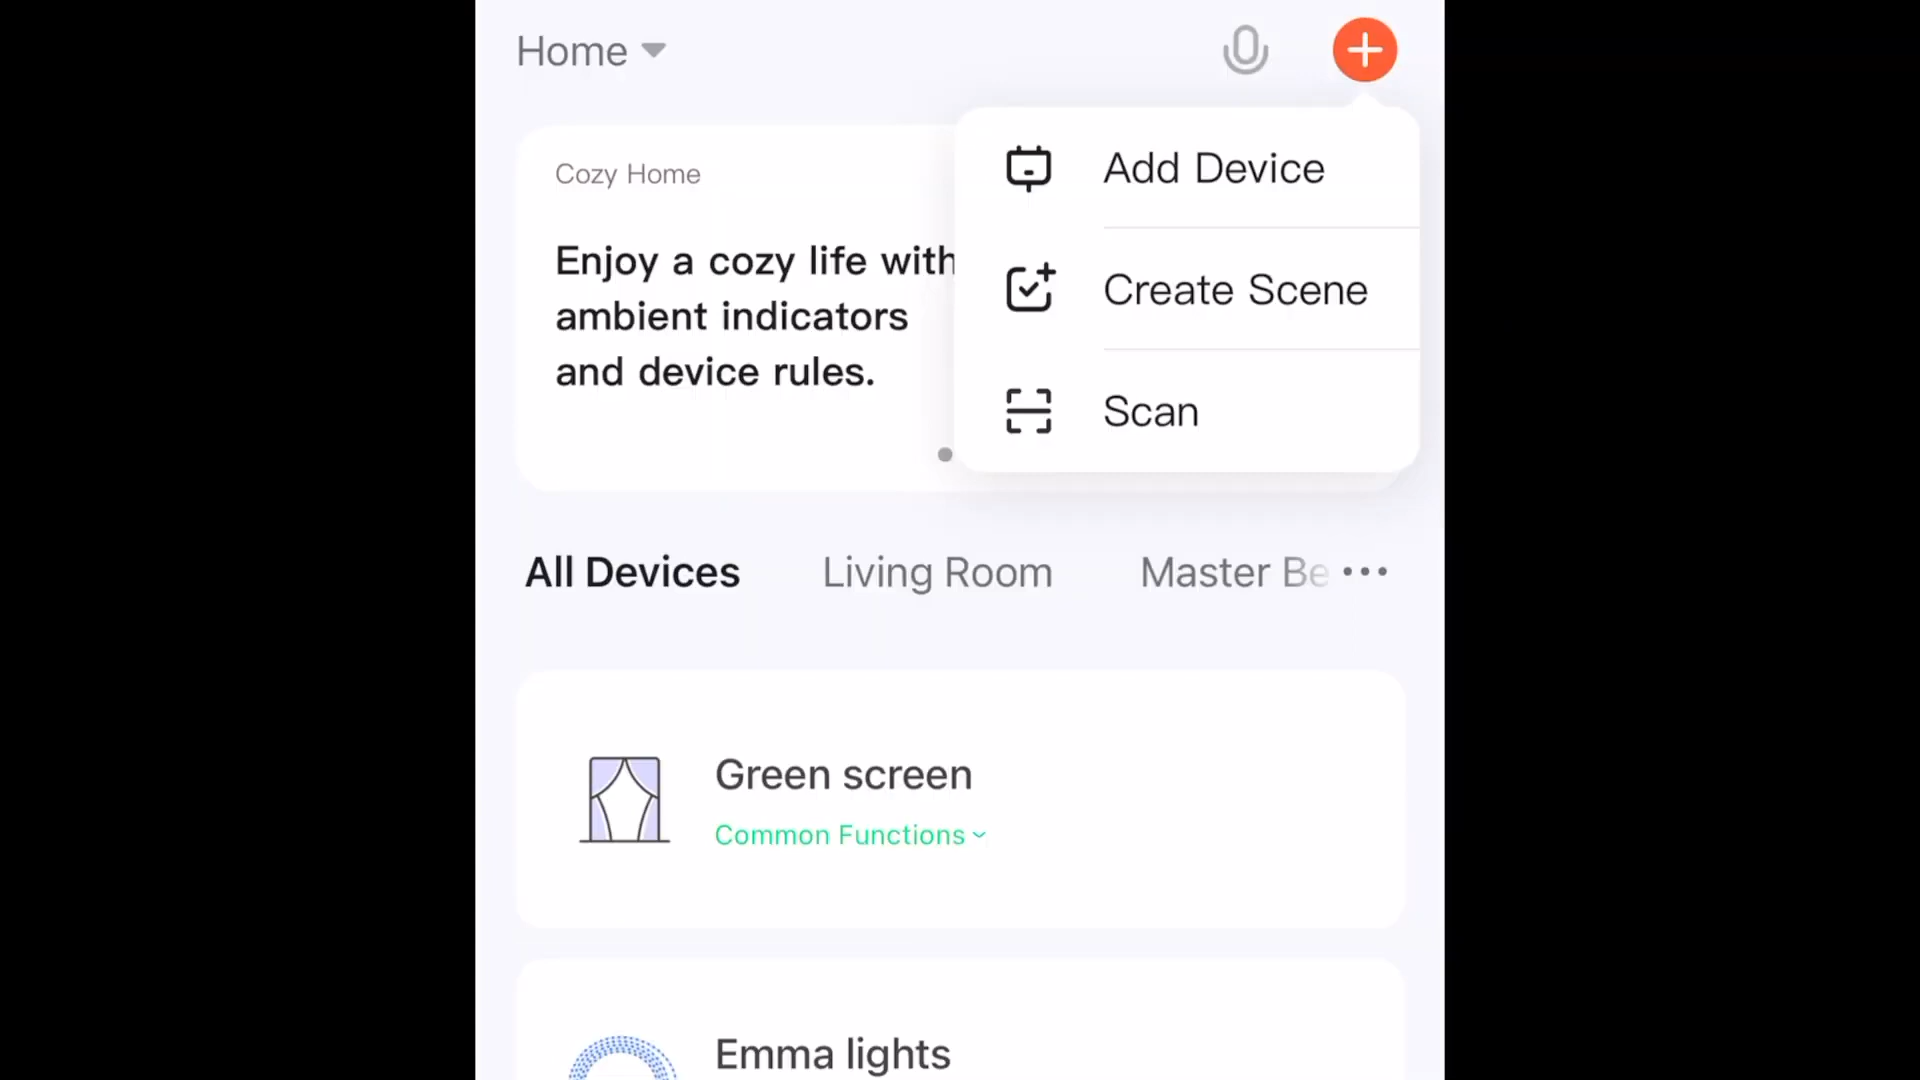 Home
Add Device
Create Scene
Scan
Cozy Home
Enjoy a cozy life with
ambient indicators
and device rules.
All Devices
Living Room
Master Be
Green screen
Common Functions
Emma lights